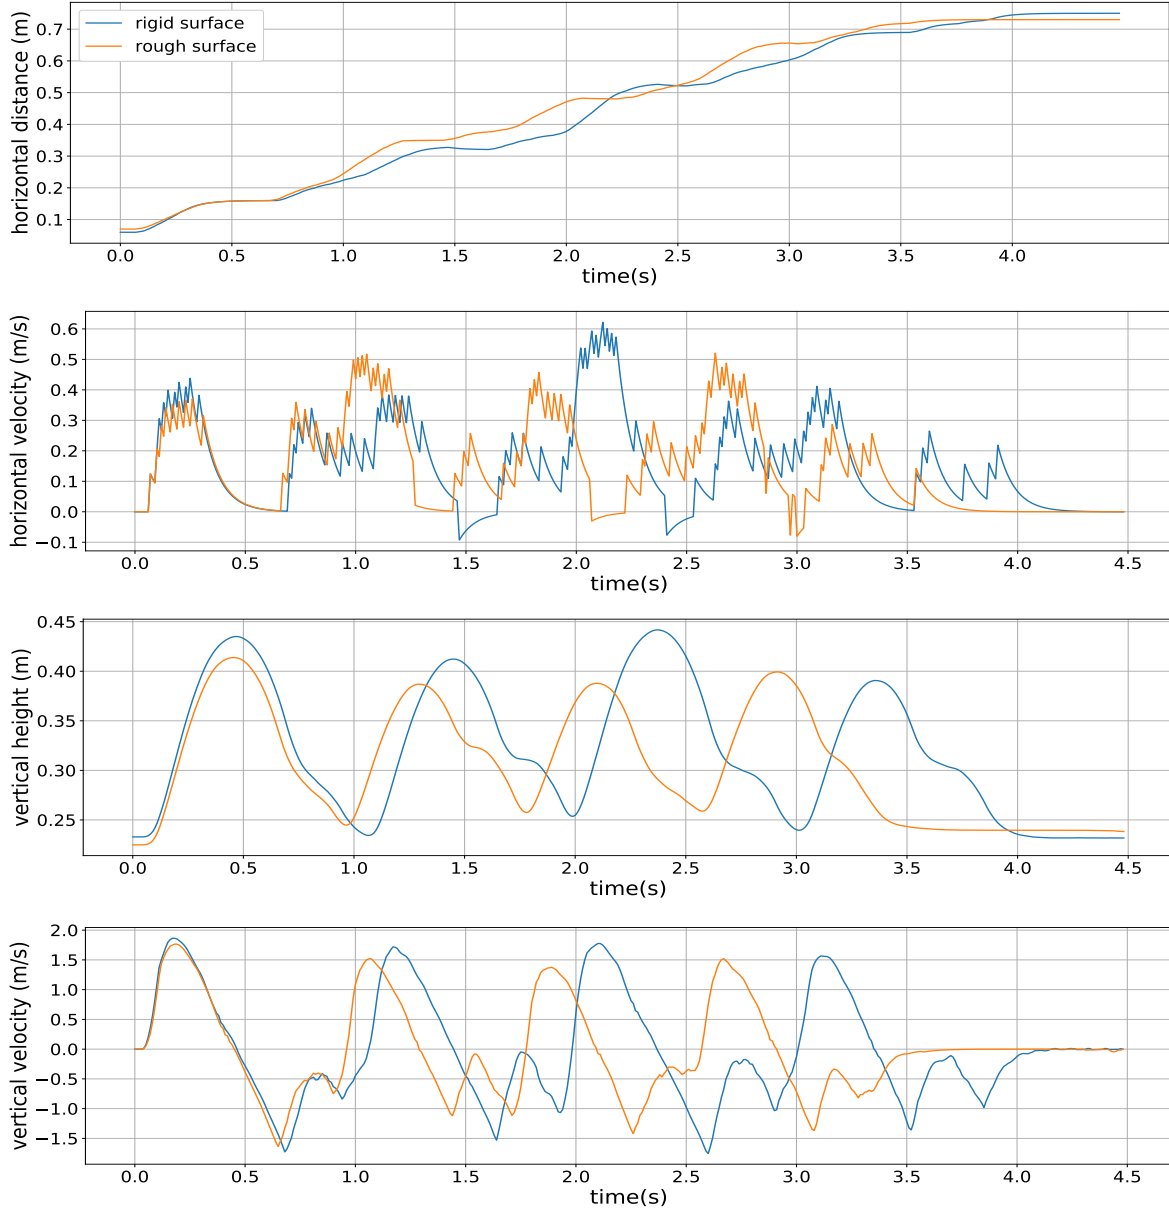 horizontal distance (m)
0.7
0.6
0.5
0.4
0.3
0.2
0.1
rigid surface
rough surface
0.0 0.5 1.0 1.5 2.0 2.5 3.0 3.5 4.0
time(s)
horizontal velocity (m/s)
0.6
0.5
0.4
0.3
0.2
0.1
0.0
−0.1
0.0 0.5 1.0 1.5 2.0 2.5 3.0 3.5 4.0 4.5
time(s)
vertical height (m)
0.45
0.40
0.35
0.30
0.25
0.0 0.5 1.0 1.5 2.0 2.5 3.0 3.5 4.0 4.5
time(s)
vertical velocity (m/s)
2.0
1.5
1.0
0.5
0.0
−0.5
−1.0
−1.5
0.0 0.5 1.0 1.5 2.0 2.5 3.0 3.5 4.0 4.5
time(s)